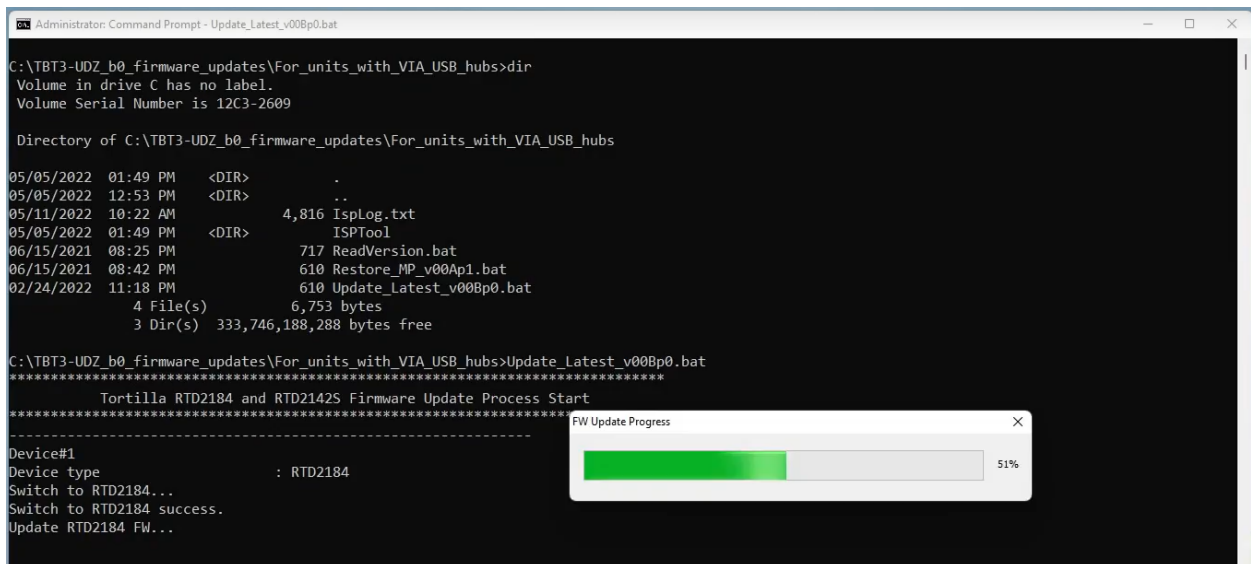 Administrator: Command Prompt - Update_Latest_v00Bp0.bat
C:\TBT3-UDZ_b0_firmware_updates\For_units_with_VIA_USB_hubs>dir
Volume in drive C has no label.
Volume Serial Number is 12C3-2609
Directory of C:\TBT3-UDZ_b0_firmware_updates\For_units_with_VIA_USB_hubs
05/05/2022  01:49 PM    <DIR>          .
05/05/2022  12:53 PM    <DIR>          ..
05/11/2022  10:22 AM             4,816 IspLog.txt
05/05/2022  01:49 PM    <DIR>          ISPTool
06/15/2021  08:25 PM               717 ReadVersion.bat
06/15/2021  08:42 PM               610 Restore_MP_v00Ap1.bat
02/24/2022  11:18 PM               610 Update_Latest_v00Bp0.bat
4 File(s)          6,753 bytes
3 Dir(s)  333,746,188,288 bytes free
C:\TBT3-UDZ_b0_firmware_updates\For_units_with_VIA_USB_hubs>Update_Latest_v00Bp0.bat
*******************************************************************************
Tortilla RTD2184 and RTD2142S Firmware Update Process Start
********************************************************************
FW Update Progress
---------------------------------------------------------------
Device#1
51%
Device type                     : RTD2184
Switch to RTD2184...
Switch to RTD2184 success.
Update RTD2184 FW...